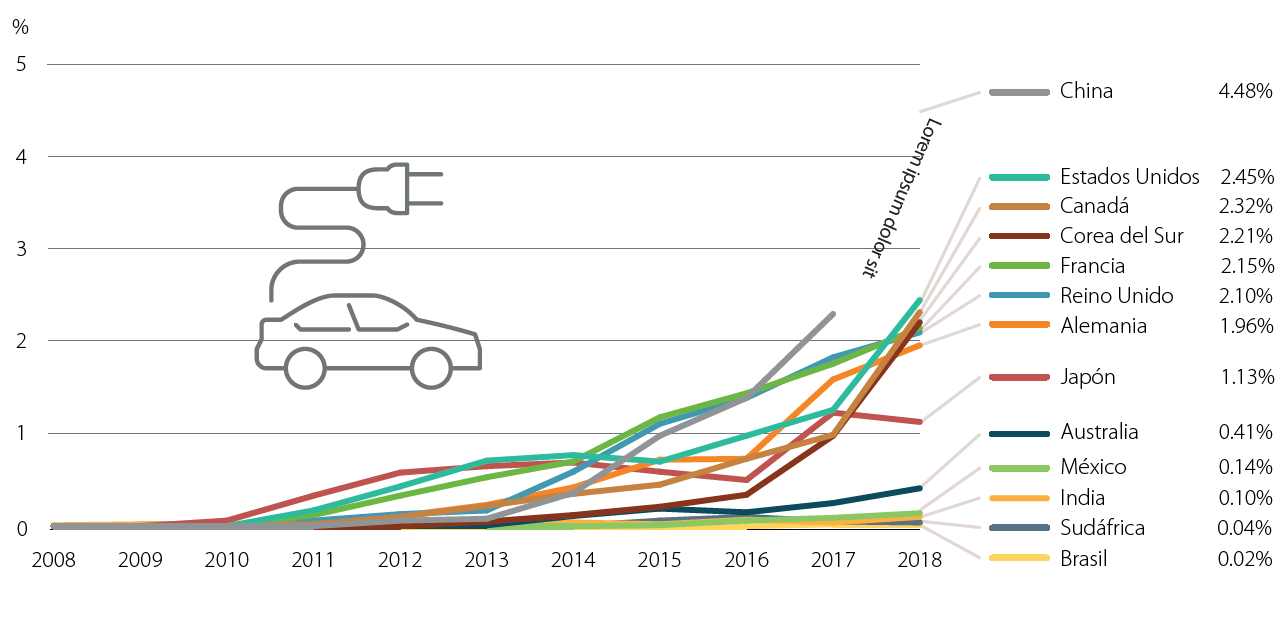 %
5
4
3
2
1
0
2008 2009 2010 2011 2012 2013 2014 2015 2016 2017 2018
Lorem ipsum dolor sit
China 4.48%
Estados Unidos 2.45%
Canadá 2.32%
Corea del Sur 2.21%
Francia 2.15%
Reino Unido 2.10%
Alemania 1.96%
Japón 1.13%
Australia 0.41%
México 0.14%
India 0.10%
Sudáfrica 0.04%
Brasil 0.02%